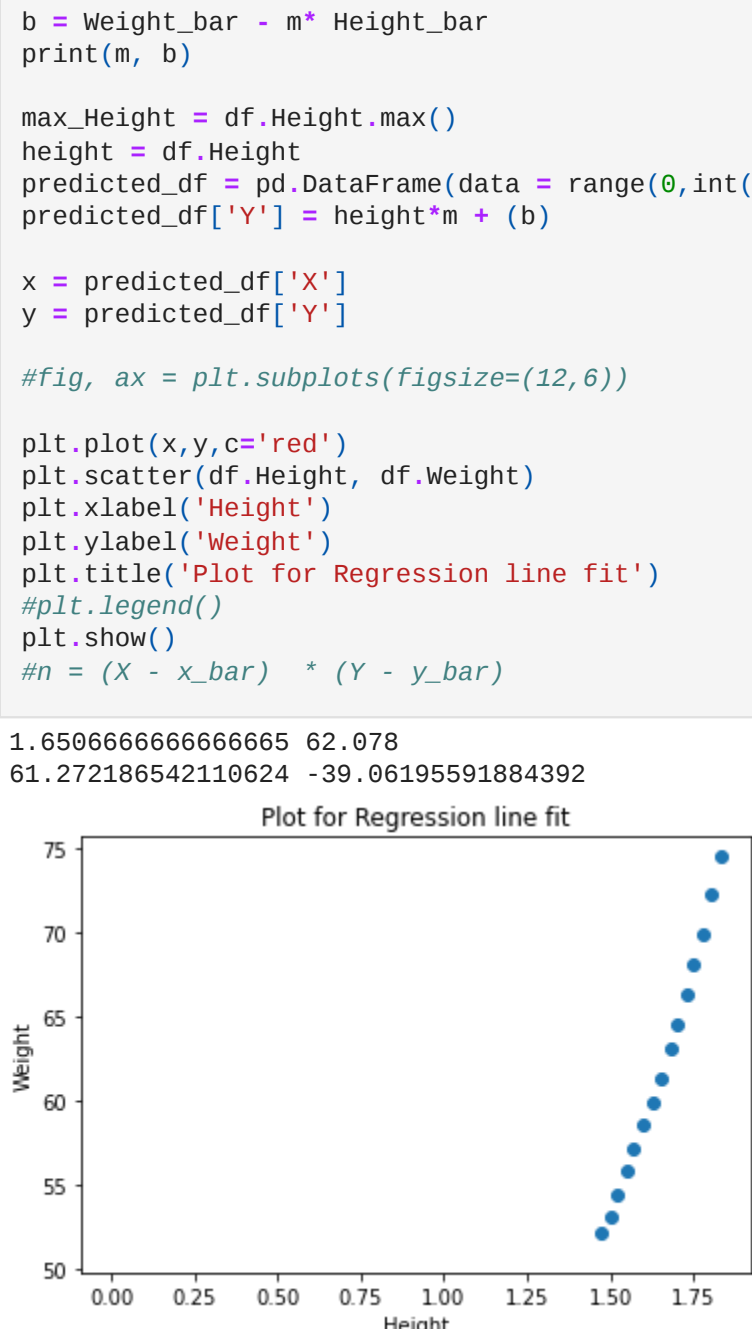 b = Weight_bar - m* Height_bar
print(m, b)
max_Height = df.Height.max()
height = df.Height
predicted_df = pd.DataFrame(data = range(0,int(
predicted_df['Y'] = height*m + (b)
x = predicted_df['X']
y = predicted_df['Y']
#fig, ax = plt.subplots(figsize=(12,6))
plt.plot(x,y,c='red')
plt.scatter(df.Height, df.Weight)
plt.xlabel('Height')
plt.ylabel('Weight')
plt.title('Plot for Regression line fit')
#plt.legend()
plt.show()
#n = (X - x_bar)  * (Y - y_bar)
1.6506666666666665 62.078
61.272186542110624 -39.06195591884392
Plot for Regression line fit
75
70
65
60
55
50
Weight
0.00 0.25 0.50 0.75 1.00 1.25 1.50 1.75
Height